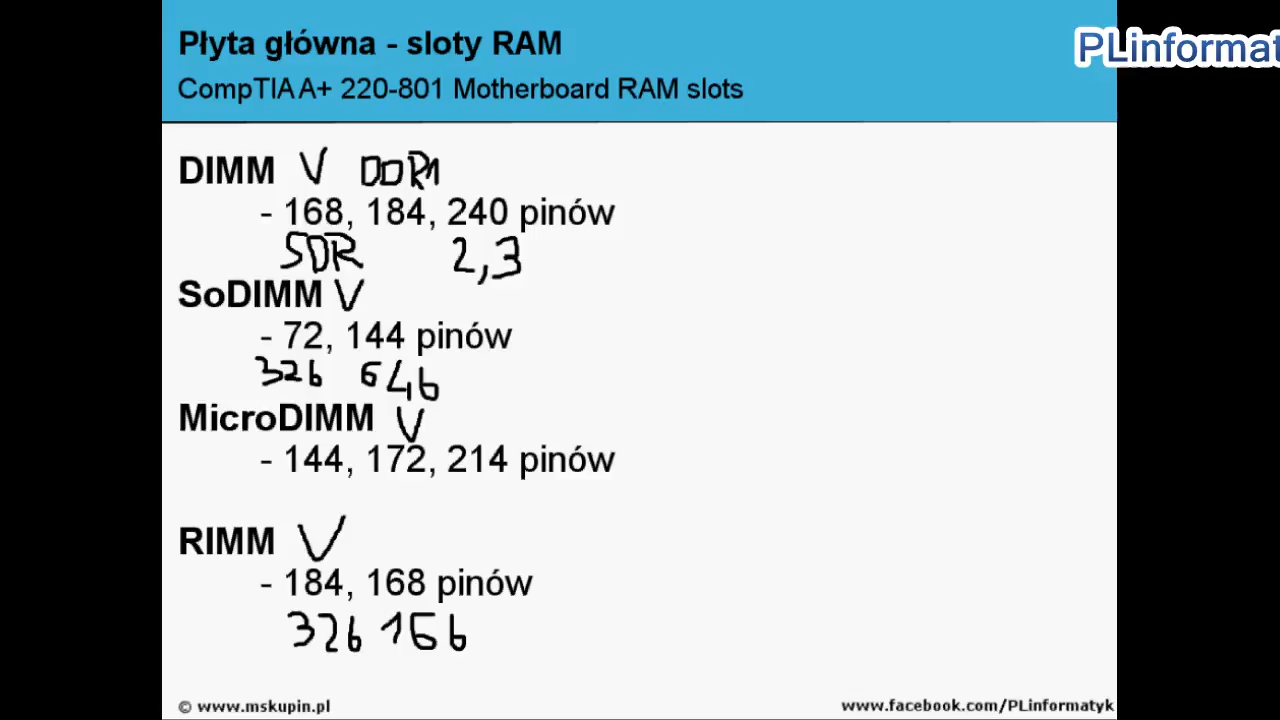 Płyta główna - sloty RAM
PLinformat
CompTIA A+ 220-801 Motherboard RAM slots
DIMM V DDR1
- 168, 184, 240 pinów
SDR 2,3
SoDIMM V
- 72, 144 pinów
32b 64b
MicroDIMM V
- 144, 172, 214 pinów
RIMM V
- 184, 168 pinów
32b 16b
© www.mskupin.pl
www.facebook.com/PLinformatyk